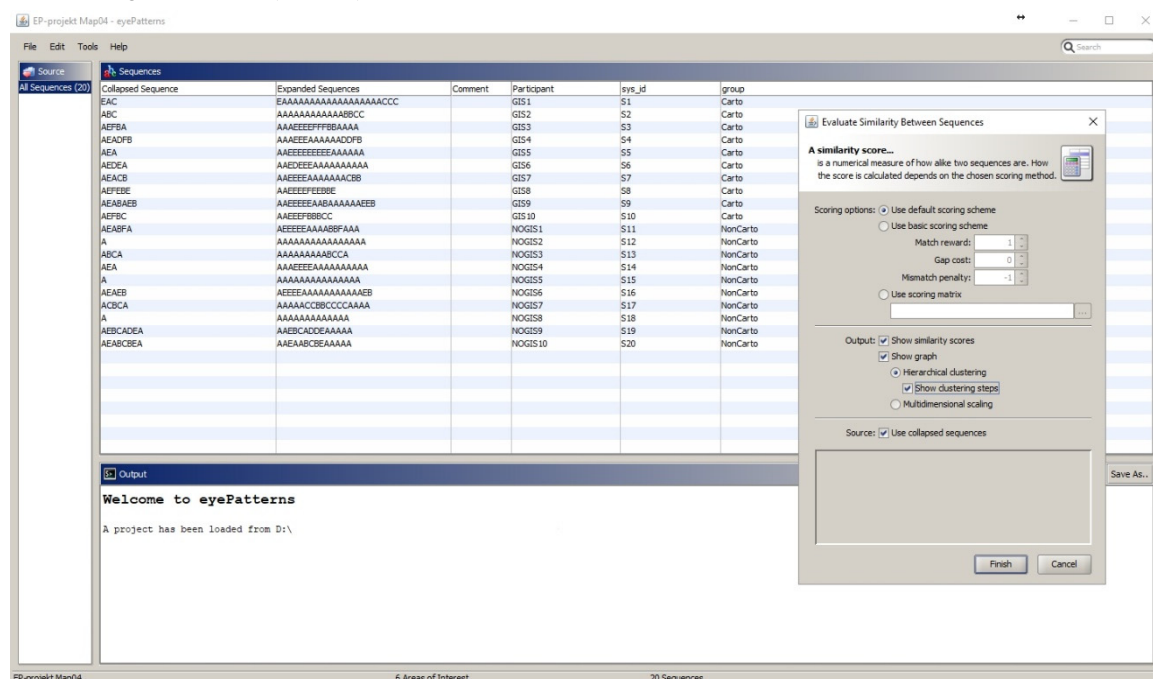 EP-projekt Map04 - eyePatterns
File Edit Tools Help
Search
Source
All Sequences (20)
Sequences
Collapsed Sequence Expanded Sequences Comment Participant sys_id group
EAC EAAAAAAAAAAAAAAAAAACCC GIS1 S1 Carto
ABC AAAAAAAAAAAABBCC GIS2 S2 Carto
AEFBA AAAEEEEFFFBBAAAA GIS3 S3 Carto
AEADFB AAAEEEAAAAAADDFB GIS4 S4 Carto
AEA AAAEEEEEEEEAAAAAA GIS5 S5 Carto
AEDEA AAEDEEEAAAAAAAAAA GIS6 S6 Carto
AEACB AAEEEEAAAAAAACBB GIS7 S7 Carto
AEFEBE AAEEEEFEEBBE GIS8 S8 Carto
AEABAEB AAEEEEEAABAAAAAAEEB GIS9 S9 Carto
AEFBC AAEEEFBBBCC GIS10 S10 Carto
AEABFA AEEEEEAAAABBFAAA NOGIS1 S11 NonCarto
A AAAAAAAAAAAAAAAA NOGIS2 S12 NonCarto
ABCA AAAAAAAABCCA NOGIS3 S13 NonCarto
AEA AAAEEEEAAAAAAAAAA NOGIS4 S14 NonCarto
A AAAAAAAAAAAAAAA NOGIS5 S15 NonCarto
AEAEB AEEEEAAAAAAAAAAAEB NOGIS6 S16 NonCarto
ACBCA AAAAACCBBCCCCAAAA NOGIS7 S17 NonCarto
A AAAAAAAAAAAAA NOGIS8 S18 NonCarto
AEBCADEA AAEBCADDEAAAAA NOGIS9 S19 NonCarto
AEABCBEA AAEAABCBEAAAAA NOGIS10 S20 NonCarto
Evaluate Similarity Between Sequences
A similarity score...
is a numerical measure of how alike two sequences are. How
the score is calculated depends on the chosen scoring method.
Scoring options: Use default scoring scheme
Use basic scoring scheme
Match reward: 1
Gap cost: 0
Mismatch penalty: -1
Use scoring matrix
...
Output: Show similarity scores
Show graph
Hierarchical clustering
Show clustering steps
Multidimensional scaling
Source: Use collapsed sequences
Finish Cancel
Output
Save As..
Welcome to eyePatterns
A project has been loaded from D:\
EP-projekt Map04 6 Areas of Interest 20 Sequences